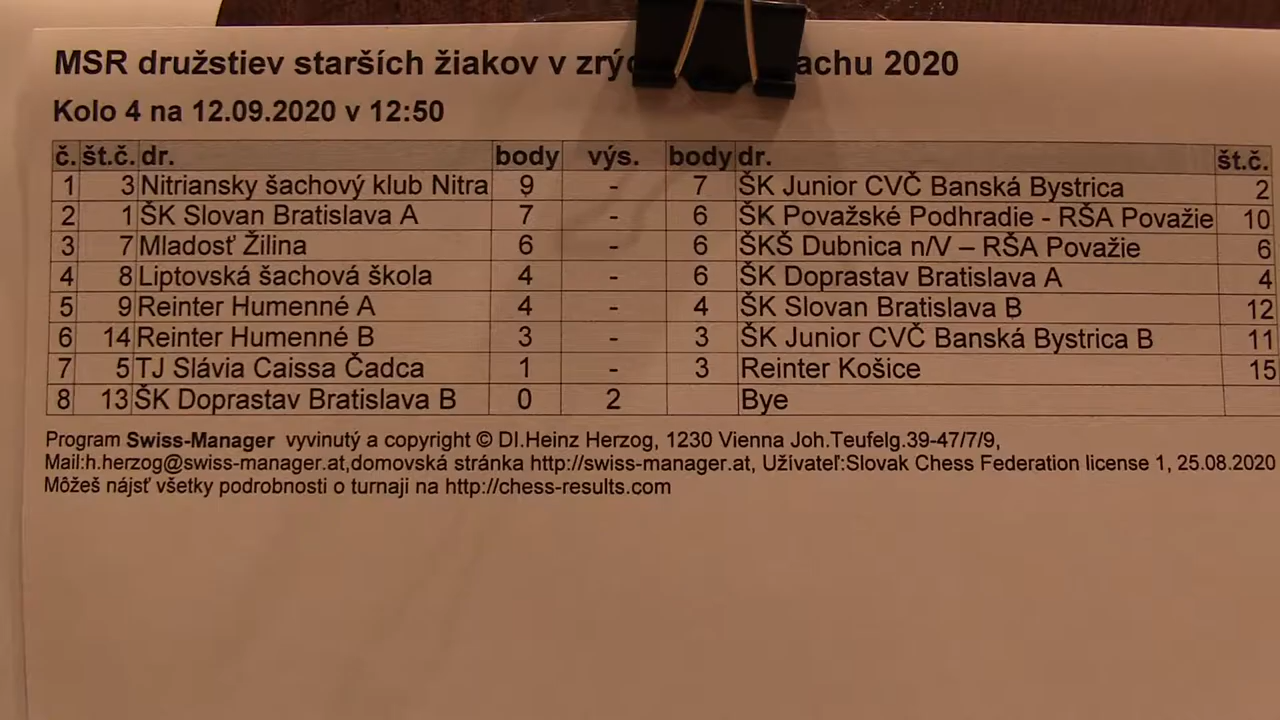 MSR družstiev starších žiakov v 2020
Kolo 4 na 12.09.2020 v 12:50
č. št.č. dr. body výs. body dr. št.č.
1 3 Nitriansky šachový klub Nitra 9 - 7 ŠK Junior CVČ Banská Bystrica 2
2 1 ŠK Slovan Bratislava A 7 - 6 ŠK Považské Podhradie - RŠA Považie 10
3 7 Mladosť Žilina 6 - 6 ŠKŠ Dubnica n/V – RŠA Považie 6
4 8 Liptovská šachová škola 4 - 6 ŠK Doprastav Bratislava A 4
5 9 Reinter Humenné A 4 - 4 ŠK Slovan Bratislava B 12
6 14 Reinter Humenné B 3 - 3 ŠK Junior CVČ Banská Bystrica B 11
7 5 TJ Slávia Caissa Čadca 1 - 3 Reinter Košice 15
8 13 ŠK Doprastav Bratislava B 0 2 Bye
Program Swiss-Manager vyvinutý a copyright © DI.Heinz Herzog, 1230 Vienna Joh.Teufelg.39-47/7/9,
Mail:h.herzog@swiss-manager.at,domovská stránka http://swiss-manager.at, Užívateľ:Slovak Chess Federation license 1, 25.08.2020
Môžeš nájsť všetky podrobnosti o turnaji na http://chess-results.com